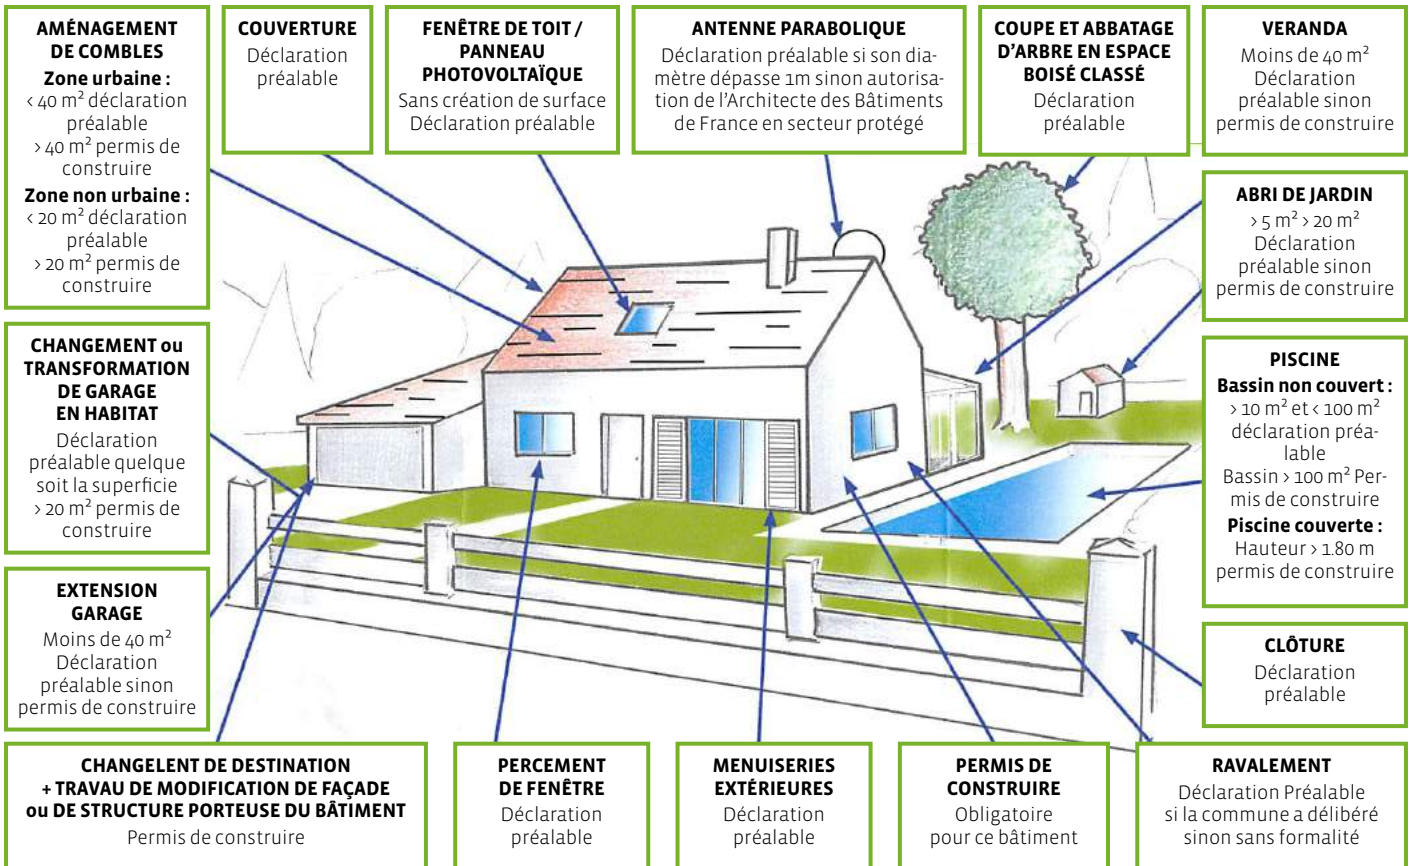 AMÉNAGEMENT
DE COMBLES
Zone urbaine :
< 40 m² déclaration
préalable
> 40 m² permis de
construire
Zone non urbaine :
< 20 m² déclaration
préalable
> 20 m² permis de
construire
COUVERTURE
Déclaration
préalable
FENÊTRE DE TOIT /
PANNEAU
PHOTOVOLTAÏQUE
Sans création de surface
Déclaration préalable
ANTENNE PARABOLIQUE
Déclaration préalable si son dia-
mètre dépasse 1m sinon autorisa-
tion de l'Architecte des Bâtiments
de France en secteur protégé
COUPE ET ABBATAGE
D'ARBRE EN ESPACE
BOISÉ CLASSÉ
Déclaration
préalable
VERANDA
Moins de 40 m²
Déclaration
préalable sinon
permis de construire
ABRI DE JARDIN
> 5 m² > 20 m²
Déclaration
préalable sinon
permis de construire
CHANGEMENT ou
TRANSFORMATION
DE GARAGE
EN HABITAT
Déclaration
préalable quelque
soit la superficie
> 20 m² permis de
construire
PISCINE
Bassin non couvert :
> 10 m² et < 100 m²
déclaration préa-
lable
Bassin > 100 m² Per-
mis de construire
Piscine couverte :
Hauteur > 1.80 m
permis de construire
EXTENSION
GARAGE
Moins de 40 m²
Déclaration
préalable sinon
permis de construire
CLÔTURE
Déclaration
préalable
CHANGELENT DE DESTINATION
+ TRAVAU DE MODIFICATION DE FAÇADE
ou DE STRUCTURE PORTEUSE DU BÂTIMENT
Permis de construire
PERCEMENT
DE FENÊTRE
Déclaration
préalable
MENUISERIES
EXTÉRIEURES
Déclaration
préalable
PERMIS DE
CONSTRUIRE
Obligatoire
pour ce bâtiment
RAVALEMENT
Déclaration Préalable
si la commune a délibéré
sinon sans formalité